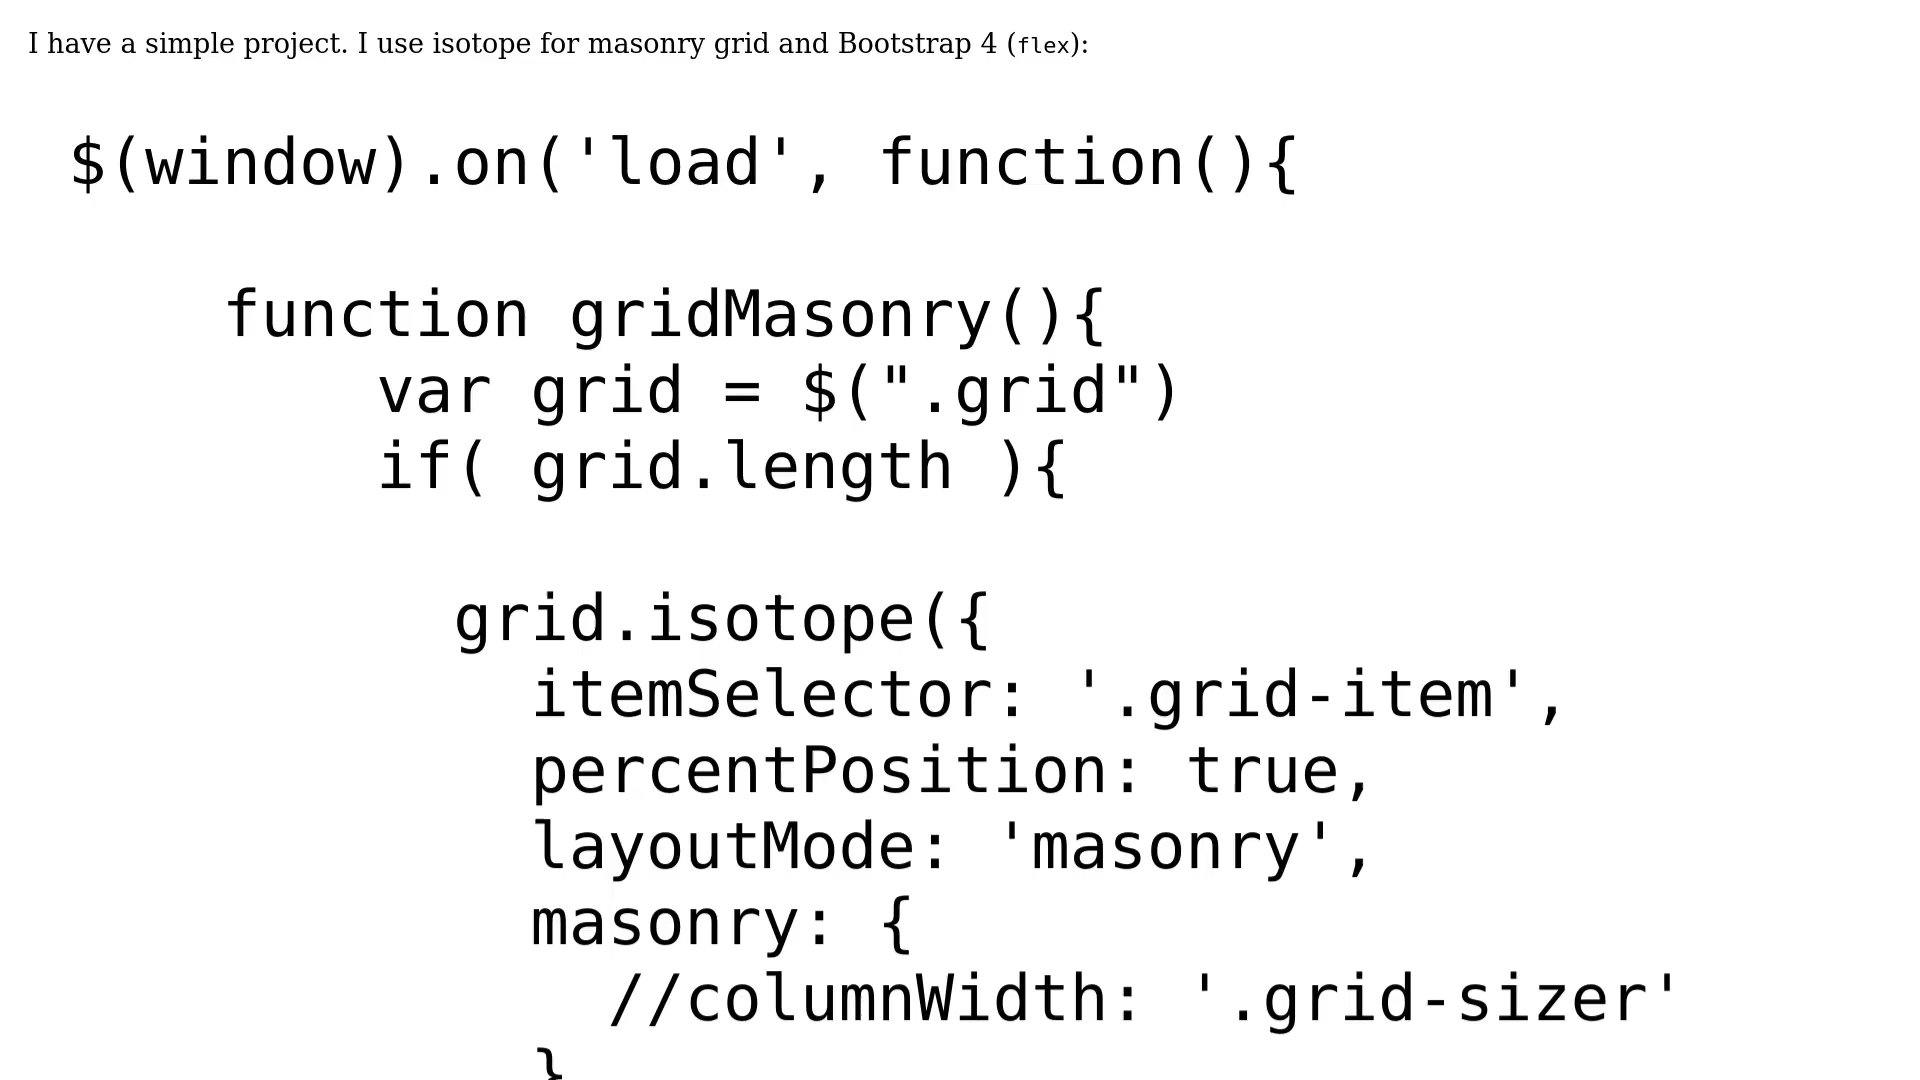 I have a simple project. I use isotope for masonry grid and Bootstrap 4 (flex):
$(window).on('load', function(){
function gridMasonry(){
var grid = $(".grid")
if( grid.length ){
grid.isotope({
itemSelector: '.grid-item',
percentPosition: true,
layoutMode: 'masonry',
masonry: {
//columnWidth: '.grid-sizer'
}